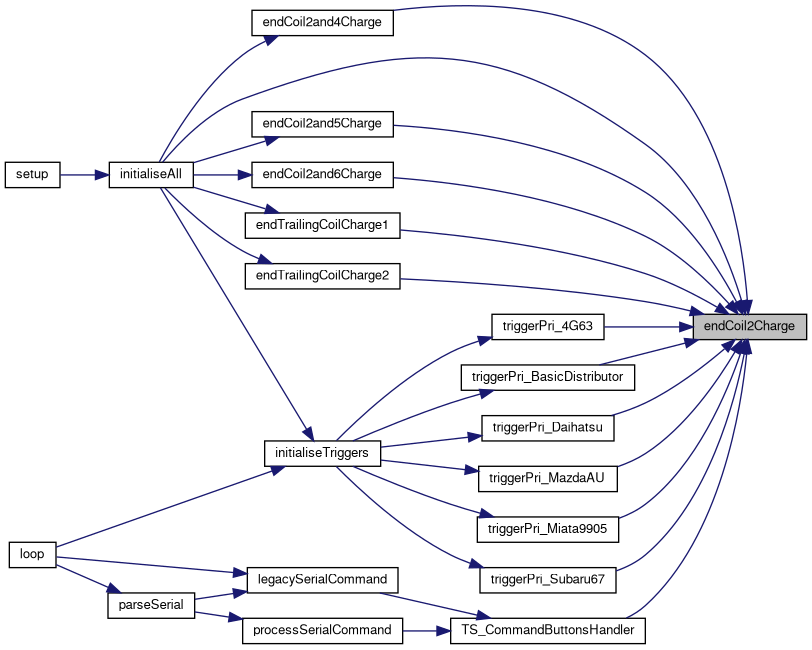 endCoil2and4Charge
endCoil2and5Charge
setup
initialiseAll
endCoil2and6Charge
endTrailingCoilCharge1
endTrailingCoilCharge2
triggerPri_4G63
endCoil2Charge
triggerPri_BasicDistributor
triggerPri_Daihatsu
initialiseTriggers
triggerPri_MazdaAU
triggerPri_Miata9905
loop
legacySerialCommand
triggerPri_Subaru67
parseSerial
processSerialCommand
TS_CommandButtonsHandler